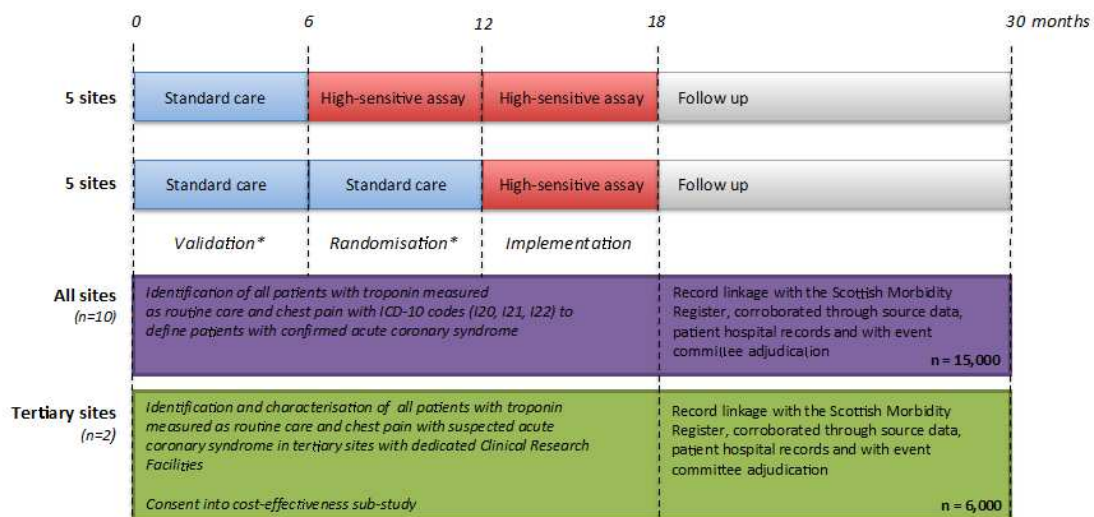 0 6 12 18 30 months
5 sites Standard care High-sensitive assay High-sensitive assay Follow up
5 sites Standard care Standard care High-sensitive assay Follow up
Validation* Randomisation* Implementation
All sites
(n=10)
Identification of all patients with troponin measured
as routine care and chest pain with ICD-10 codes (I20, I21, I22) to
define patients with confirmed acute coronary syndrome
Record linkage with the Scottish Morbidity
Register, corroborated through source data,
patient hospital records and with event
committee adjudication
n = 15,000
Tertiary sites
(n=2)
Identification and characterisation of all patients with troponin
measured as routine care and chest pain with suspected acute
coronary syndrome in tertiary sites with dedicated Clinical Research
Facilities
Consent into cost-effectiveness sub-study
Record linkage with the Scottish Morbidity
Register, corroborated through source data,
patient hospital records and with event
committee adjudication
n = 6,000